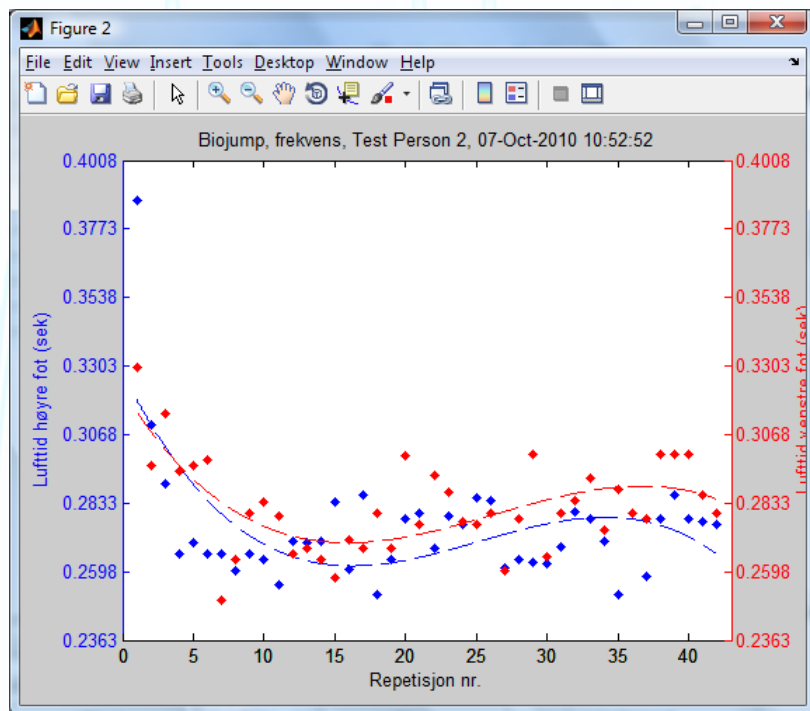 Figure 2
File Edit View Insert Tools Desktop Window Help
Biojump, frekvens, Test Person 2, 07-Oct-2010 10:52:52
0.4008
0.3773
0.3538
0.3303
0.3068
0.2833
0.2598
0.2363
Lufttid høyre fot (sek)
0.4008
0.3773
0.3538
0.3303
0.3068
0.2833
0.2598
0.2363
Lufttid venstre fot (sek)
0 5 10 15 20 25 30 35 40
Repetisjon nr.